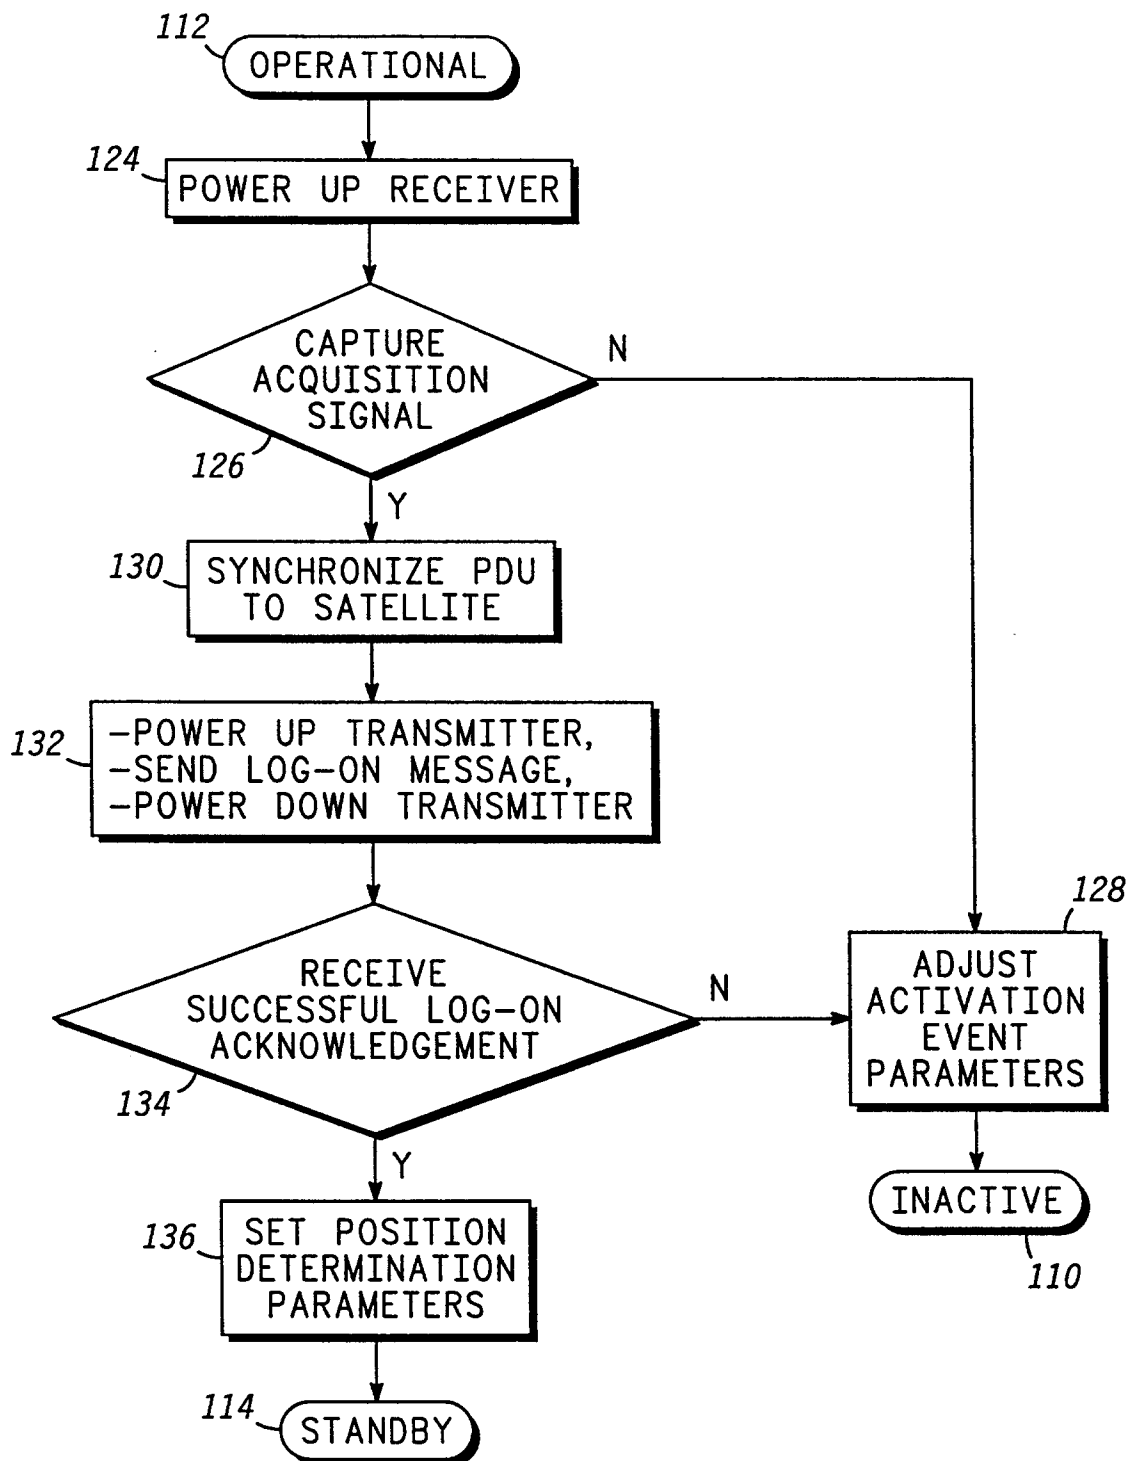 112
OPERATIONAL
124
POWER UP RECEIVER
CAPTURE
ACQUISITION
SIGNAL
N
126
Y
130
SYNCHRONIZE PDU
TO SATELLITE
132
-POWER UP TRANSMITTER,
-SEND LOG-ON MESSAGE,
-POWER DOWN TRANSMITTER
RECEIVE
SUCCESSFUL LOG-ON
ACKNOWLEDGEMENT
N
134
Y
128
ADJUST
ACTIVATION
EVENT
PARAMETERS
INACTIVE
110
136
SET POSITION
DETERMINATION
PARAMETERS
114
STANDBY